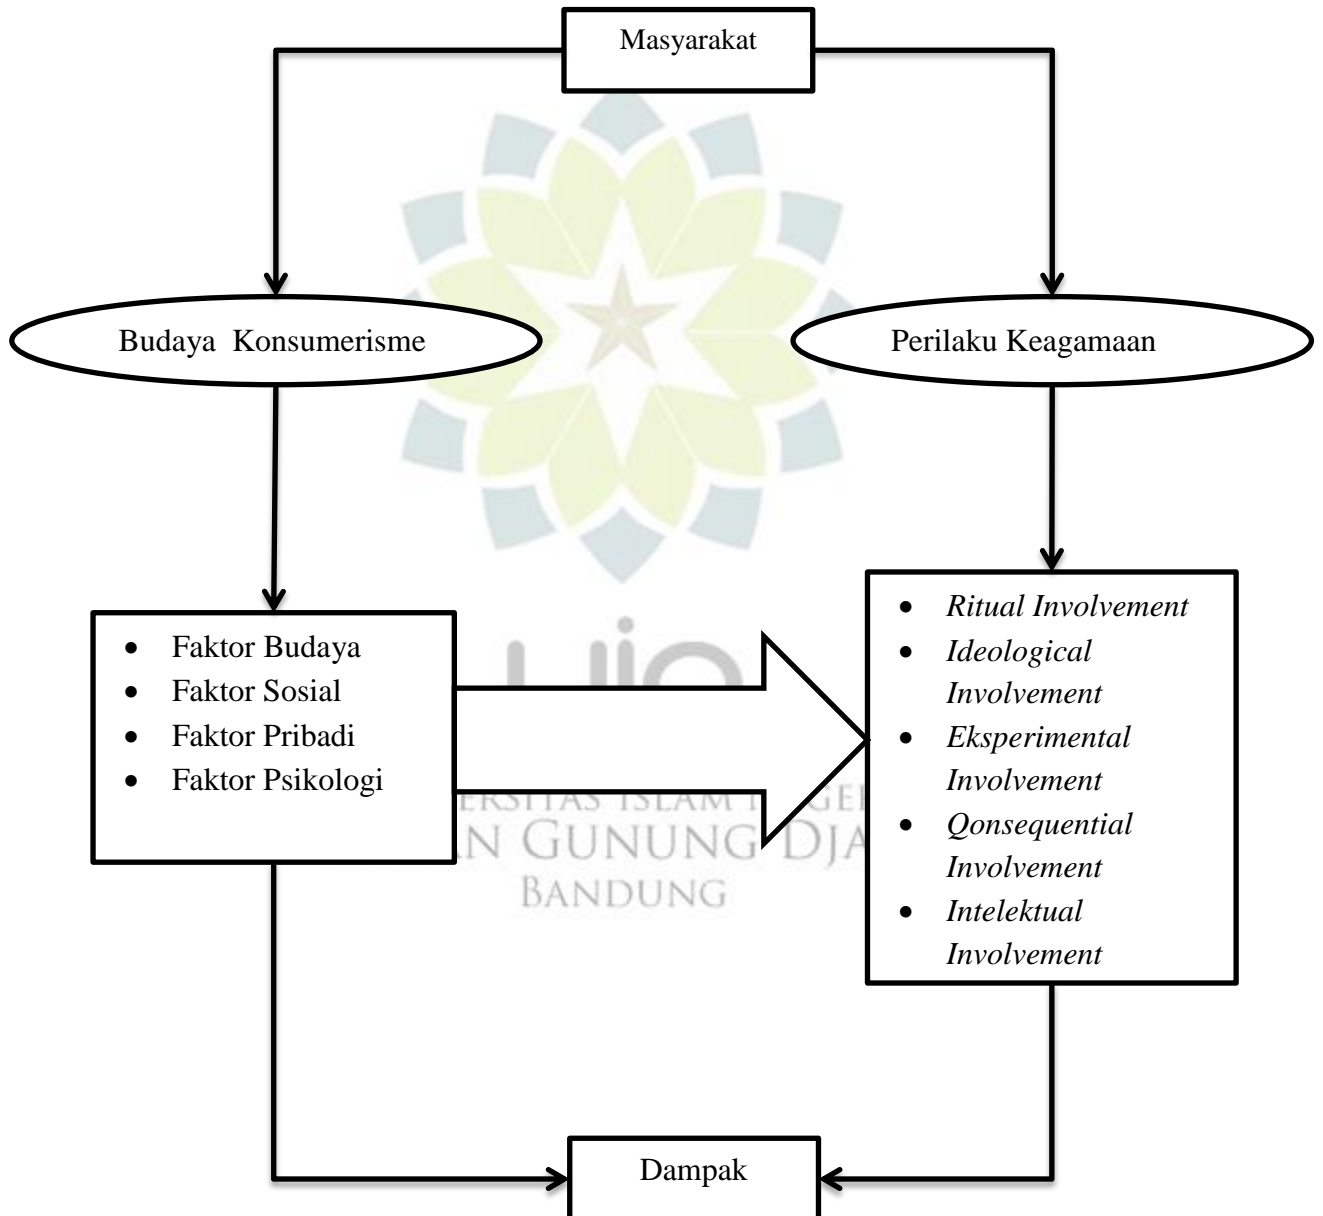 Masyarakat
Budaya Konsumerisme
Perilaku Keagamaan
• Faktor Budaya
• Faktor Sosial
• Faktor Pribadi
• Faktor Psikologi
• Ritual Involvement
• Ideological
Involvement
• Eksperimental
Involvement
• Qonsequential
Involvement
• Intelektual
Involvement
ISLAM
GUNUNG
BANDUNG
Dampak